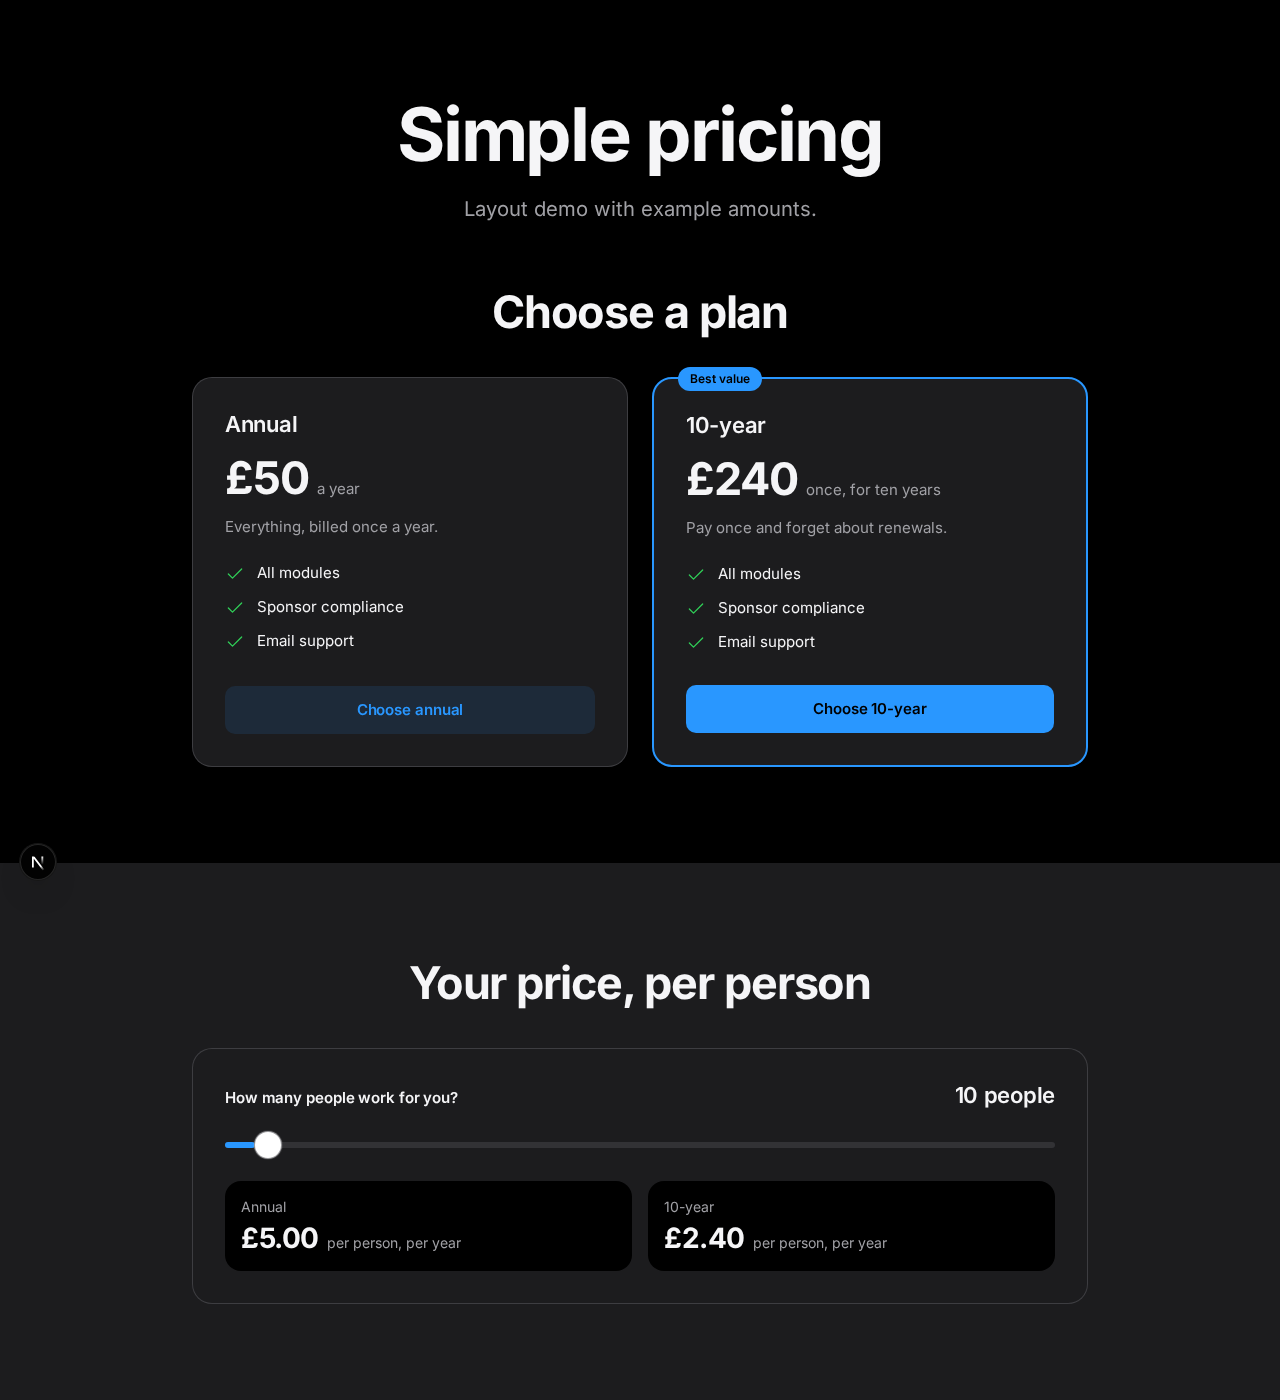 Simple pricing
Layout demo with example amounts.
Choose a plan
Annual
£50 a year
Everything, billed once a year.
All modules
Sponsor compliance
Email support
Choose annual
Best value
10-year
£240 once, for ten years
Pay once and forget about renewals.
All modules
Sponsor compliance
Email support
Choose 10-year
N
Your price, per person
How many people work for you?
10 people
Annual
£5.00 per person, per year
10-year
£2.40 per person, per year